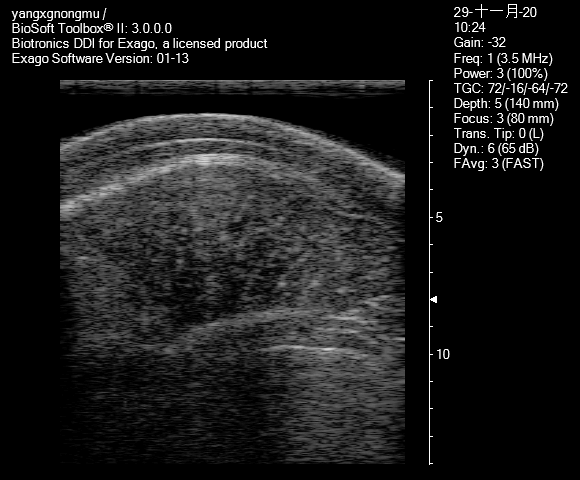 yangxgnongmu /
BioSoft Toolbox® II: 3.0.0.0
Biotronics DDI for Exago, a licensed product
Exago Software Version: 01-13
29-十一月-20
10:24
Gain: -32
Freq: 1 (3.5 MHz)
Power: 3 (100%)
TGC: 72/-16/-64/-72
Depth: 5 (140 mm)
Focus: 3 (80 mm)
Trans. Tip: 0 (L)
Dyn.: 6 (65 dB)
FAvg: 3 (FAST)
5
10